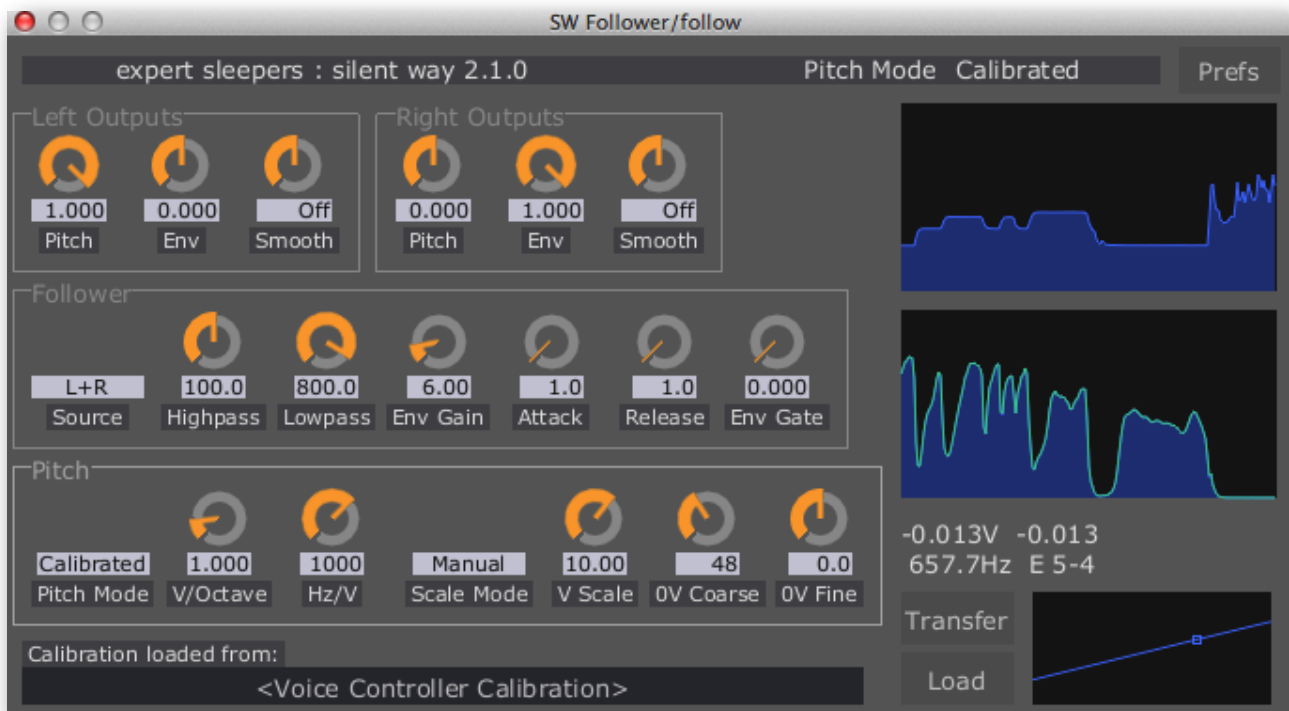 SW Follower/follow
expert sleepers : silent way 2.1.0 Pitch Mode Calibrated Prefs
Left Outputs Right Outputs
1.000 0.000 Off 0.000 1.000 Off
Pitch Env Smooth Pitch Env Smooth
Follower
L+R 100.0 800.0 6.00 1.0 1.0 0.000
Source Highpass Lowpass Env Gain Attack Release Env Gate
Pitch
-0.013V -0.013
657.7Hz E 5-4
Calibrated 1.000 1000 Manual 10.00 48 0.0
Pitch Mode V/Octave Hz/V Scale Mode V Scale 0V Coarse 0V Fine
Transfer
Calibration loaded from:
<Voice Controller Calibration>
Load